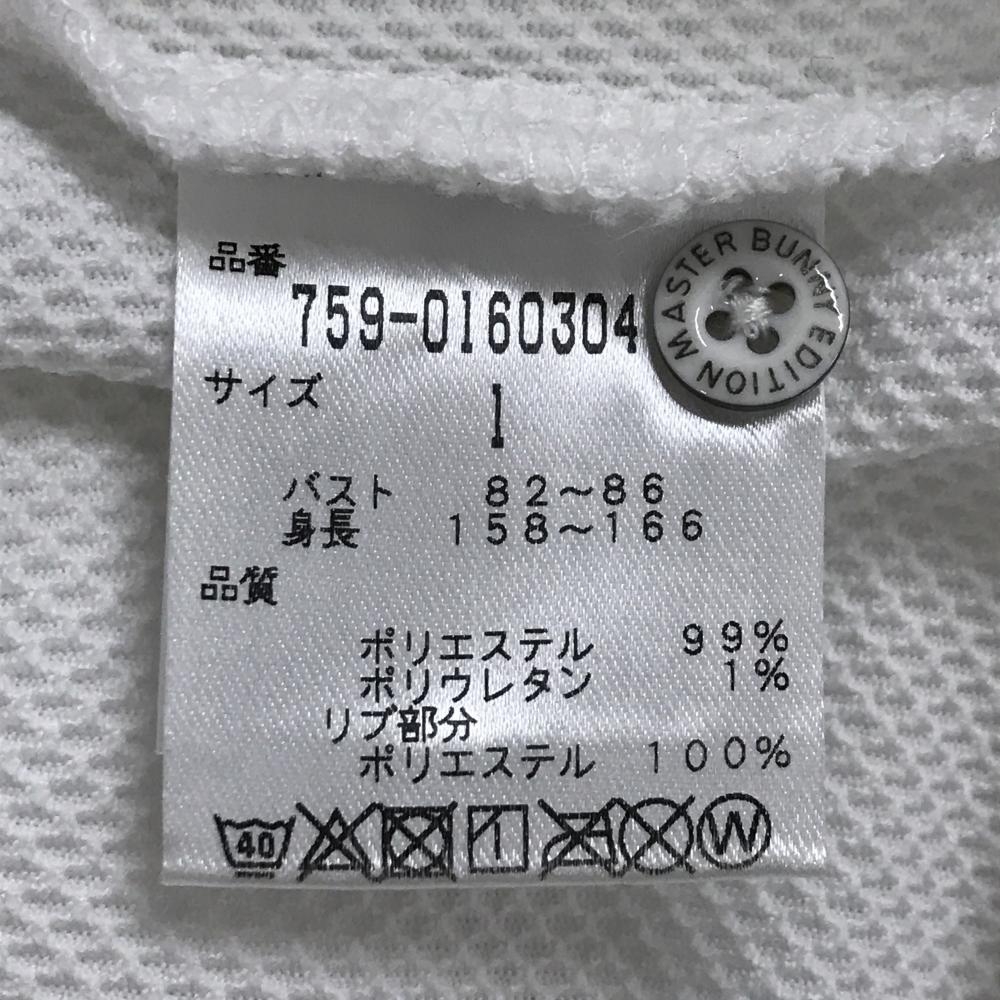 品番
759-0160304
サイズ
1
バスト 82~86
身長 158~166
品質
ポリエステル 99%
ポリウレタン 1%
リブ部分
ポリエステル 100%
40
W
MASTER BUNNY EDITION